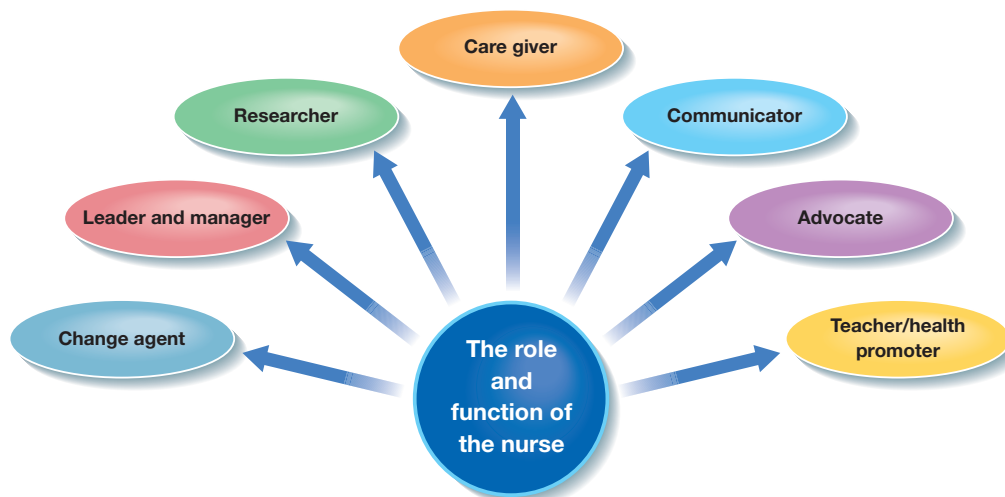 Care giver
Researcher
Communicator
Leader and manager
Advocate
Change agent
Teacher/health
promoter
The role
and
function of
the nurse